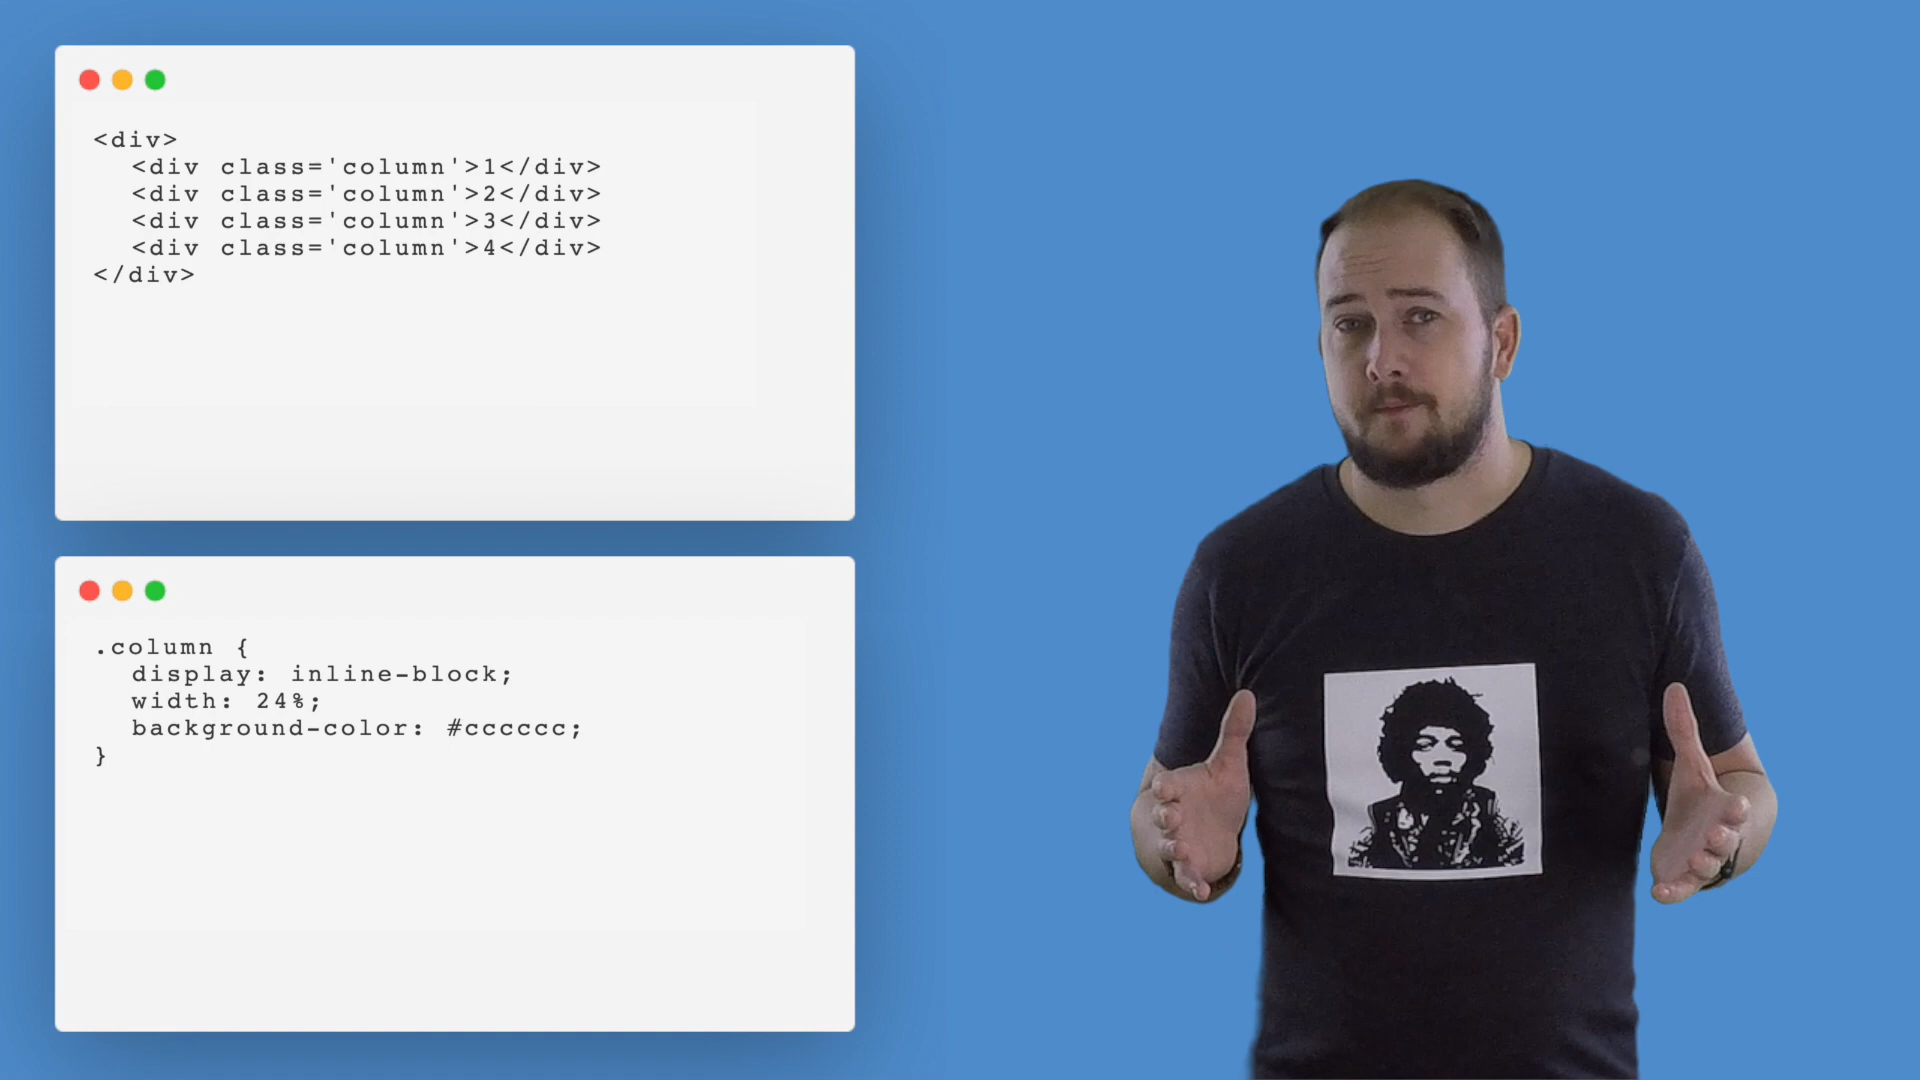 <div>
<div class='column'>1</div>
<div class='column'>2</div>
<div class='column'>3</div>
<div class='column'>4</div>
</div>
.column {
display: inline-block;
width: 24%;
background-color: #cccccc;
}